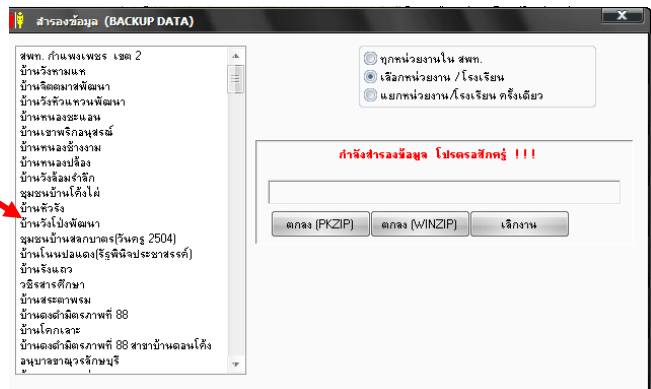 สำรองข้อมูล (BACKUP DATA)
X
สพท. กำแพงเพชร เขต 2
บ้านวังหามแห
บ้านจิตตมาสพัฒนา
บ้านวังหัวแหวนพัฒนา
บ้านหนองชะแอน
บ้านเขาพริกอนุสรณ์
บ้านหนองช้างงาม
บ้านหนองปล้อง
บ้านวังล้อมรำลึก
ชุมชนบ้านโค้งไผ่
บ้านหัวรัง
บ้านวังโป่งพัฒนา
ชุมชนบ้านสลกบาตร(วันครู 2504)
บ้านโนนปอแดง(รัฐพินิจประชาสรรค์)
บ้านรังแถว
วชิรสารศึกษา
บ้านสระตาพรม
บ้านดงดำมิตรภาพที่ 88
บ้านโคกเลาะ
บ้านดงดำมิตรภาพที่ 88 สาขาบ้านดอนโค้ง
อนุบาลขาณุวรลักษบุรี
ทุกหน่วยงานใน สพท.
เลือกหน่วยงาน /โรงเรียน
แยกหน่วยงาน/โรงเรียน ครั้งเดียว
กำลังสำรองข้อมูล โปรดรอสักครู่ !!!
ตกลง (PKZIP)
ตกลง (WINZIP)
เลิกงาน